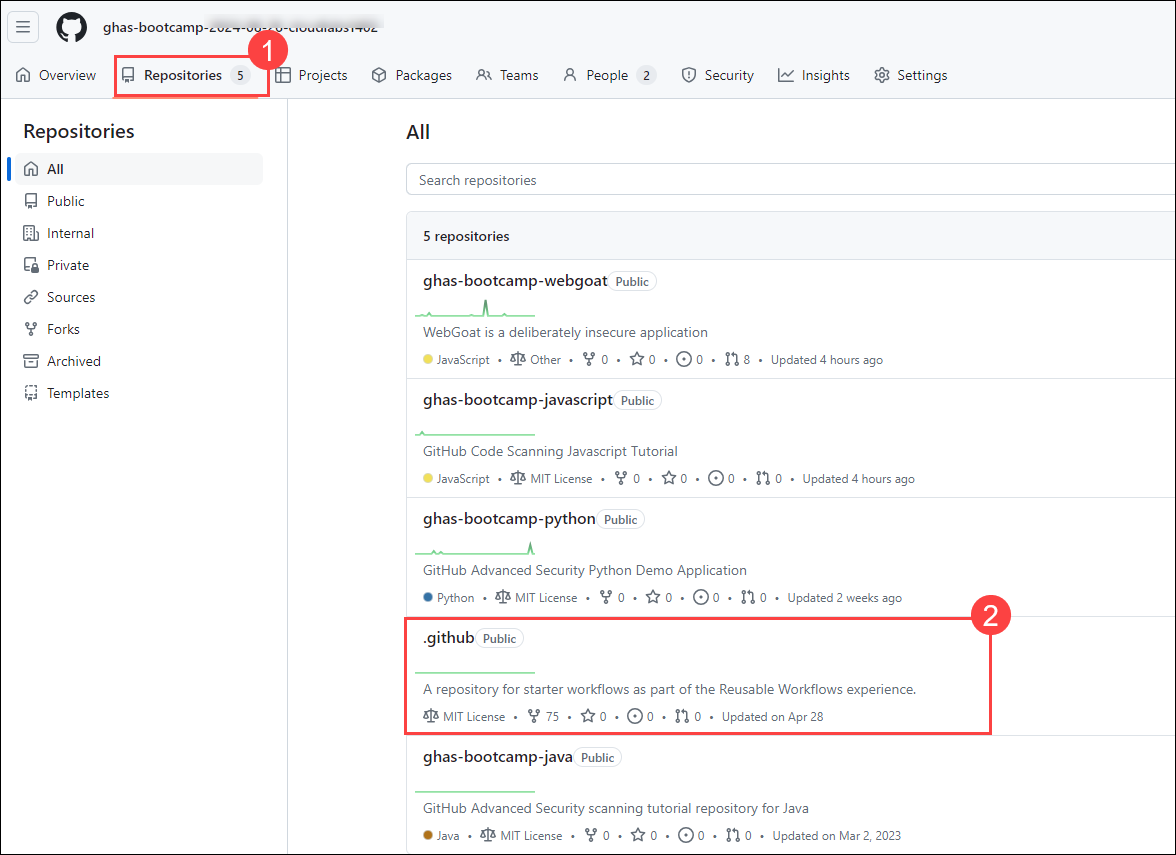 ghas-bootcamp-2024-08-26-cloudlabs1402
1
Overview Repositories 5 Projects Packages Teams People 2 Security Insights Settings
Repositories
All
Public
Internal
Private
Sources
Forks
Archived
Templates
All
Search repositories
5 repositories
ghas-bootcamp-webgoat Public
WebGoat is a deliberately insecure application
JavaScript • Other • 0 • 0 • 0 • 8 • Updated 4 hours ago
ghas-bootcamp-javascript Public
GitHub Code Scanning Javascript Tutorial
JavaScript • MIT License • 0 • 0 • 0 • 0 • Updated 4 hours ago
ghas-bootcamp-python Public
GitHub Advanced Security Python Demo Application
Python • MIT License • 0 • 0 • 0 • 0 • Updated 2 weeks ago
2
.github Public
A repository for starter workflows as part of the Reusable Workflows experience.
MIT License • 75 • 0 • 0 • 0 • Updated on Apr 28
ghas-bootcamp-java Public
GitHub Advanced Security scanning tutorial repository for Java
Java • MIT License • 0 • 0 • 0 • 0 • Updated on Mar 2, 2023